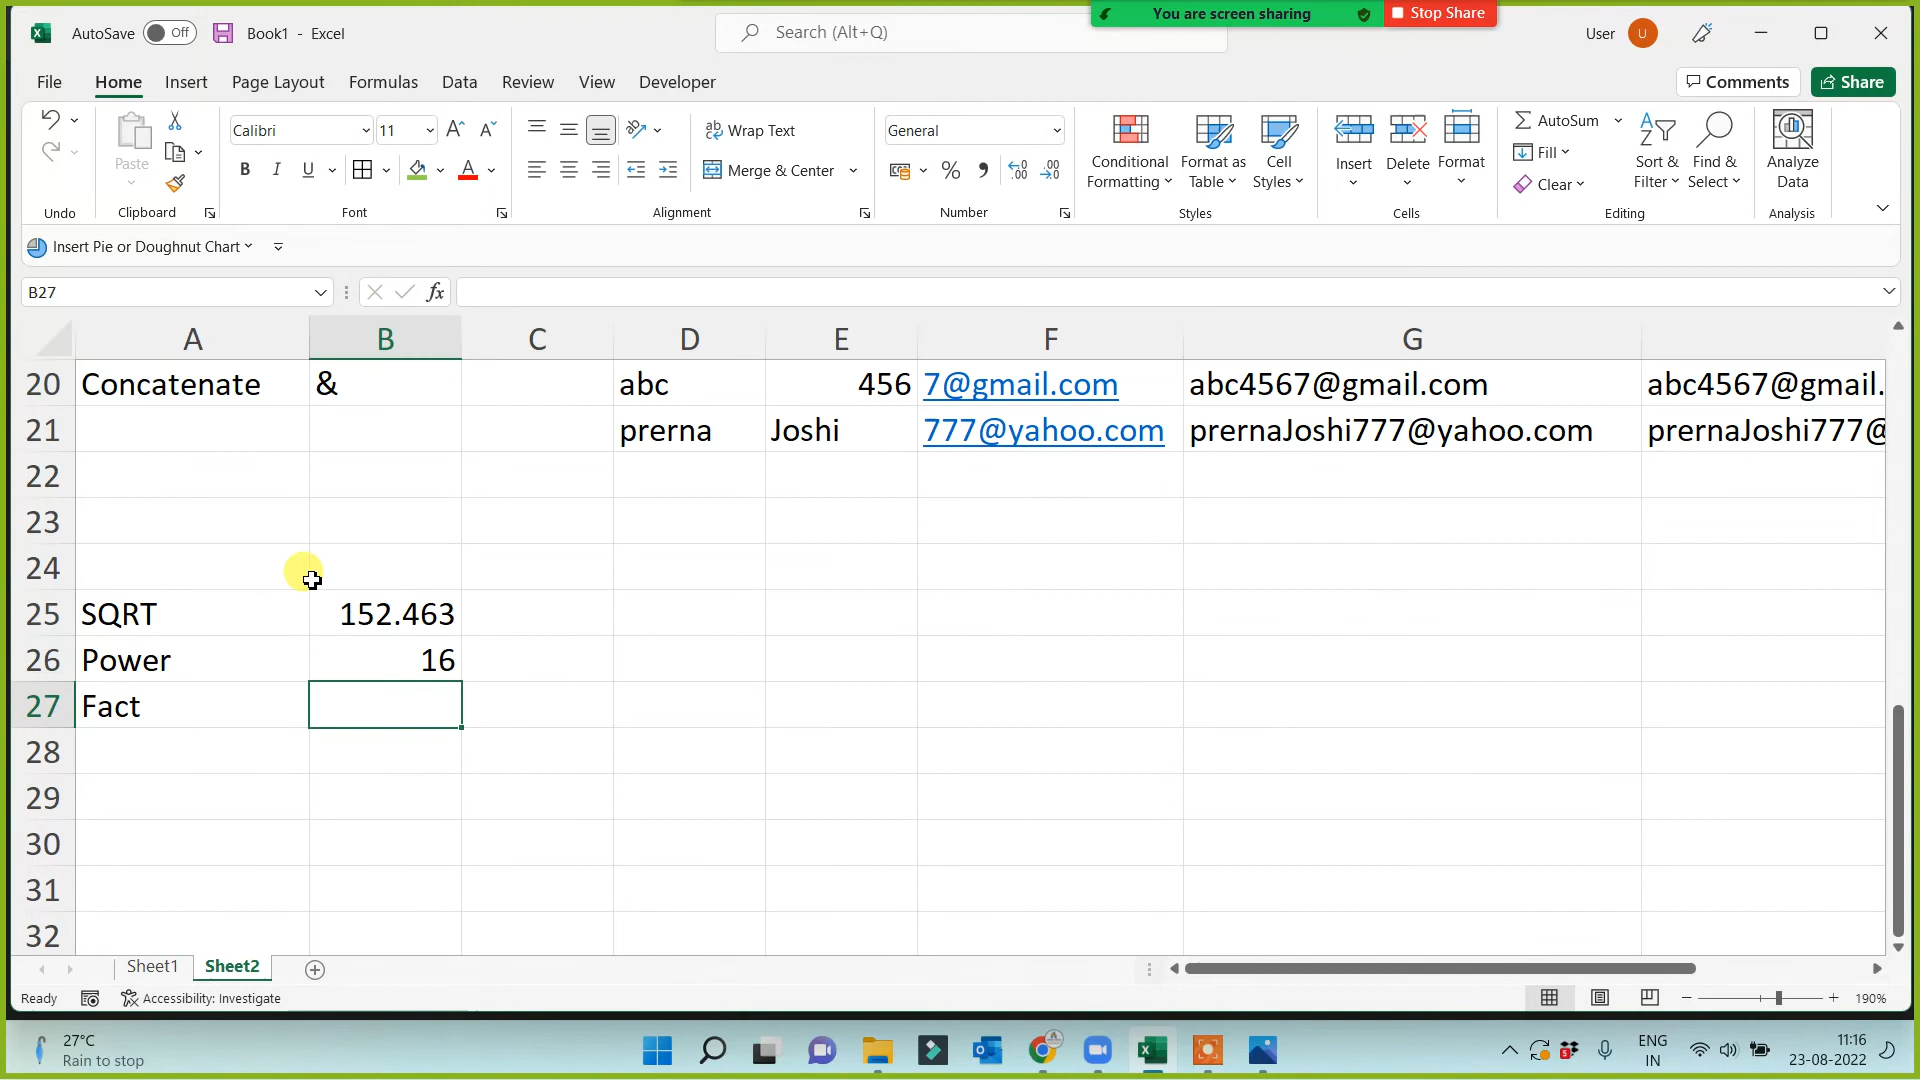 You are screen sharing
Stop Share
AutoSave Off Book1 - Excel
Search (Alt+Q)
User U
File Home Insert Page Layout Formulas Data Review View Developer
Comments Share
Paste
Calibri 11
B I U
ab Wrap Text
Merge & Center
General
%
Conditional Formatting
Format as Table
Cell Styles
Insert Delete Format
AutoSum
Fill
Clear
Sort & Filter
Find & Select
Analyze Data
Undo Clipboard Font Alignment Number Styles Cells Editing Analysis
Insert Pie or Doughnut Chart
B27 fx
A B C D E F G
20 Concatenate & abc 456 7@gmail.com abc4567@gmail.com abc4567@gmail.
21 prerna Joshi 777@yahoo.com prernaJoshi777@yahoo.com prernaJoshi777@
22
23
24
25 SQRT 152.463
26 Power 16
27 Fact
28
29
30
31
32
Sheet1 Sheet2
Ready Accessibility: Investigate 190%
27°C
Rain to stop
ENG
IN
11:16
23-08-2022